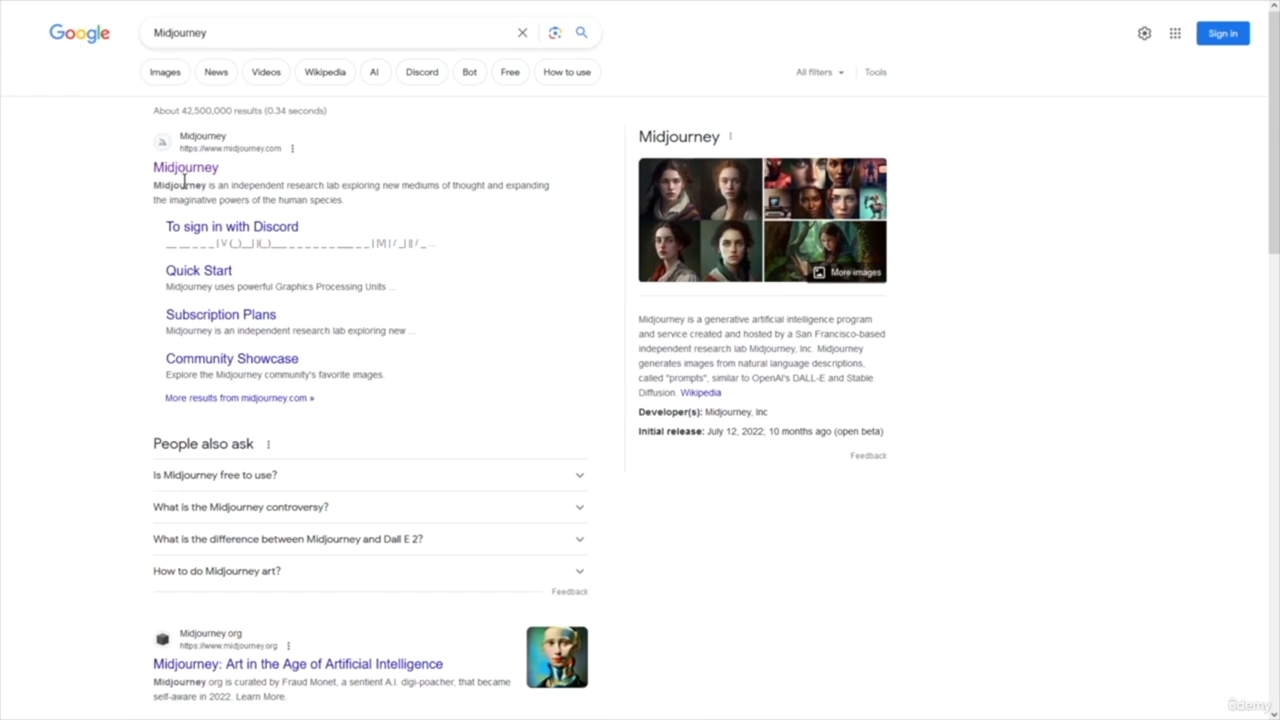 Google
Midjourney
Sign in
Images
News
Videos
Wikipedia
AI
Discord
Bot
Free
How to use
All filters
Tools
About 42,500,000 results (0.34 seconds)
Midjourney
https://www.midjourney.com
Midjourney
Midjourney is an independent research lab exploring new mediums of thought and expanding
the imaginative powers of the human species.
To sign in with Discord
Quick Start
Midjourney uses powerful Graphics Processing Units ...
Subscription Plans
Midjourney is an independent research lab exploring new ...
Community Showcase
Explore the Midjourney community's favorite images.
More results from midjourney.com »
People also ask
Is Midjourney free to use?
What is the Midjourney controversy?
What is the difference between Midjourney and Dall E 2?
How to do Midjourney art?
Feedback
Midjourney org
https://www.midjourney.org
Midjourney: Art in the Age of Artificial Intelligence
Midjourney org is curated by Fraud Monet, a sentient A.I. digi-poacher, that became
self-aware in 2022. Learn More.
Midjourney
More images
Midjourney is a generative artificial intelligence program
and service created and hosted by a San Francisco-based
independent research lab Midjourney, Inc. Midjourney
generates images from natural language descriptions,
called "prompts", similar to OpenAI's DALL-E and Stable
Diffusion. Wikipedia
Developer(s): Midjourney, Inc
Initial release: July 12, 2022; 10 months ago (open beta)
Feedback
ûdemy